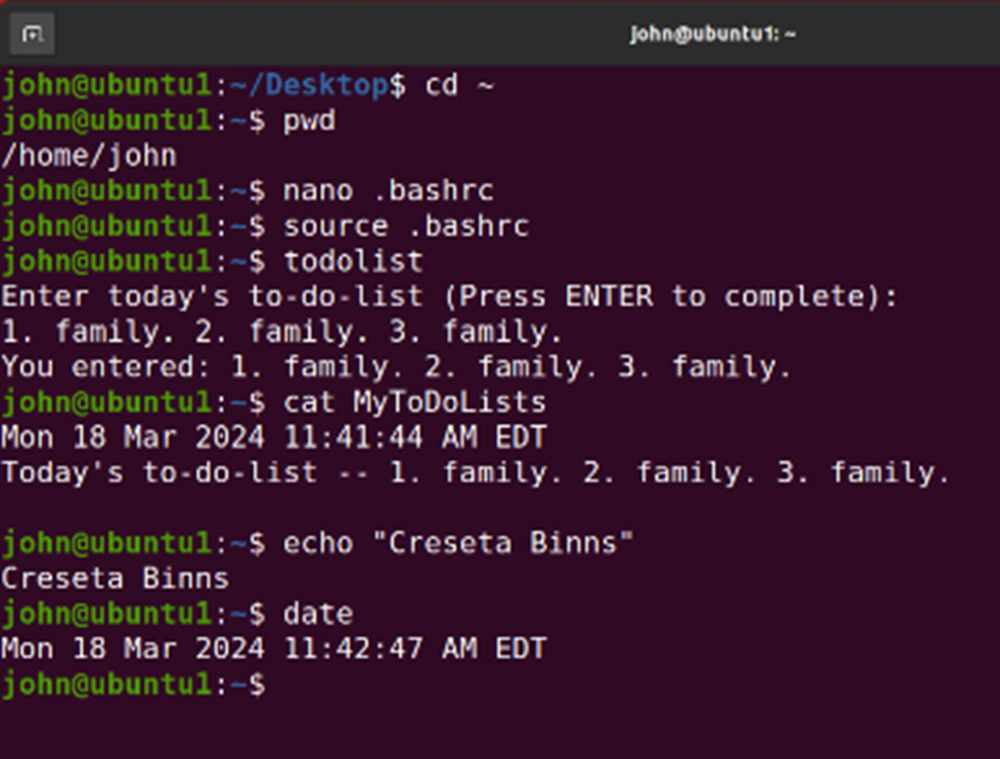 john@ubuntu1: ~
john@ubuntu1:~/Desktop$ cd ~
john@ubuntu1:~$ pwd
/home/john
john@ubuntu1:~$ nano .bashrc
john@ubuntu1:~$ source .bashrc
john@ubuntu1:~$ todolist
Enter today's to-do-list (Press ENTER to complete):
1. family. 2. family. 3. family.
You entered: 1. family. 2. family. 3. family.
john@ubuntu1:~$ cat MyToDoLists
Mon 18 Mar 2024 11:41:44 AM EDT
Today's to-do-list -- 1. family. 2. family. 3. family.
john@ubuntu1:~$ echo "Creseta Binns"
Creseta Binns
john@ubuntu1:~$ date
Mon 18 Mar 2024 11:42:47 AM EDT
john@ubuntu1:~$